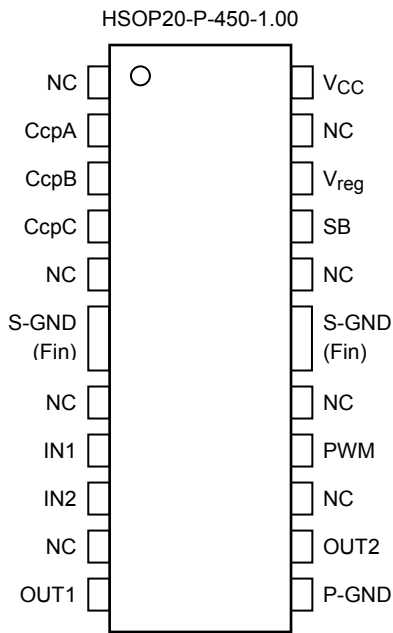 HSOP20-P-450-1.00
NC VCC
CcpA NC
CcpB Vreg
CcpC SB
NC NC
S-GND S-GND
(Fin) (Fin)
NC NC
IN1 PWM
IN2 NC
NC OUT2
OUT1 P-GND